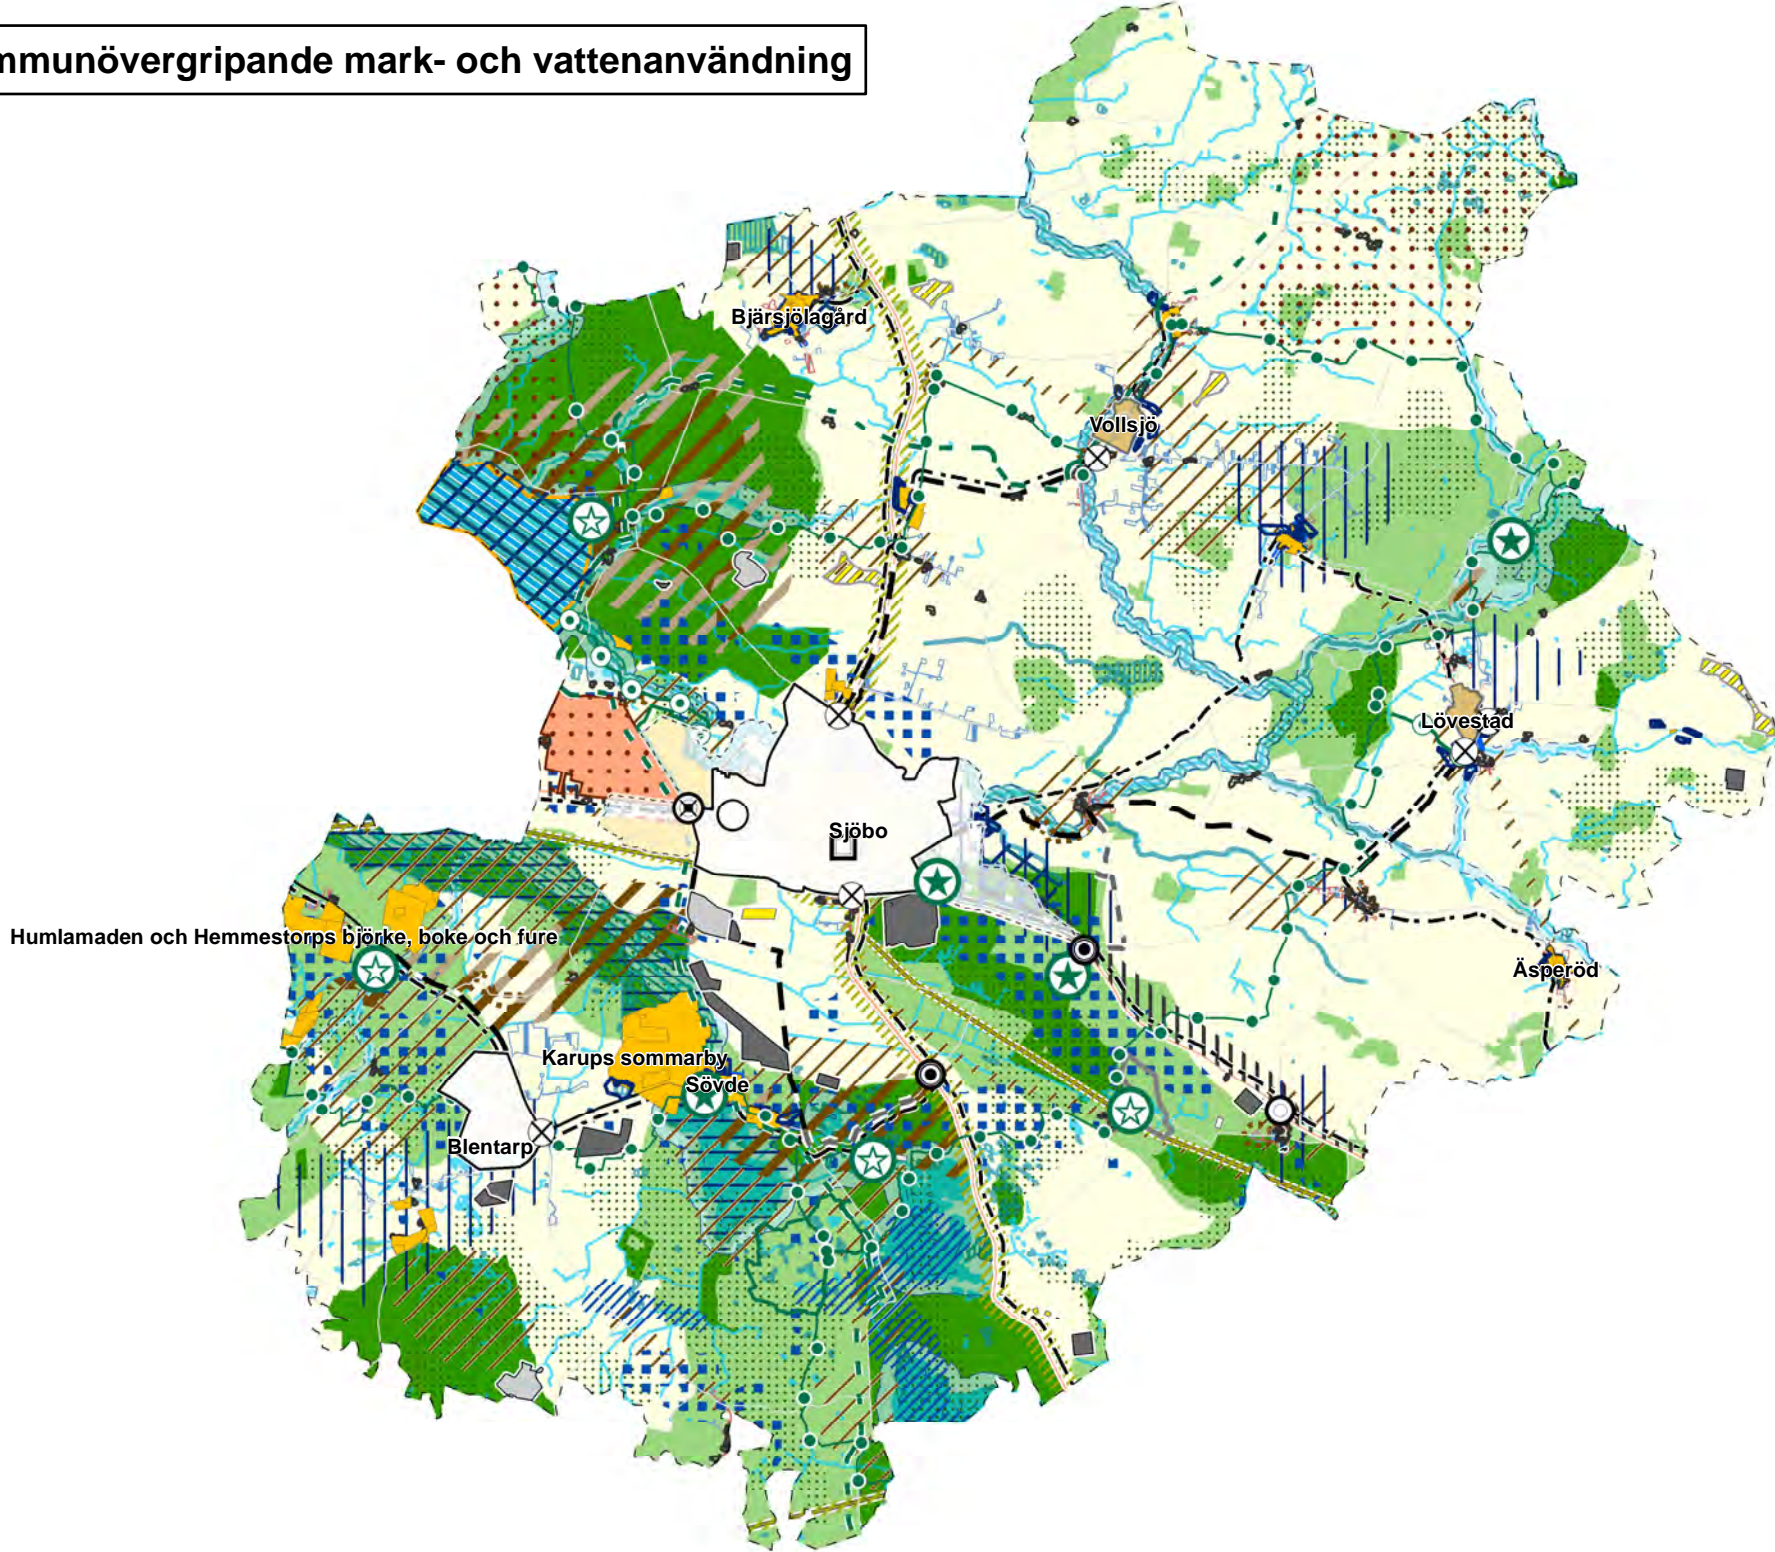 mmunövergripande mark- och vattenanvändning
Bjärsjölagård
Vollsjö
Lövestad
Sjöbo
Humlamaden och Hemmestorps björke, boke och fure
Äsperöd
Karups sommarby
Sövde
Blentarp